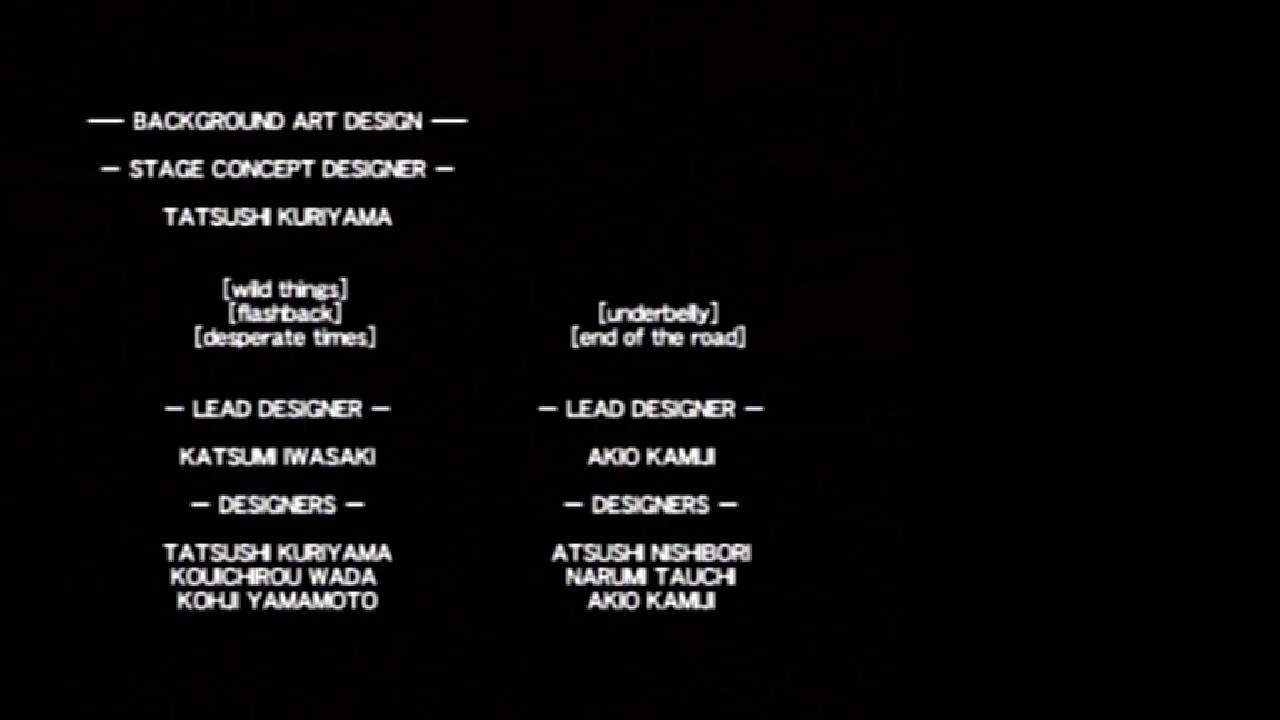 — BACKGROUND ART DESIGN —
– STAGE CONCEPT DESIGNER –
TATSUSHI KURIYAMA
[wild things]
[flashback]
[desperate times]
– LEAD DESIGNER –
KATSUMI IWASAKI
– DESIGNERS –
TATSUSHI KURIYAMA
KOUICHIROU WADA
KOHJI YAMAMOTO
[underbelly]
[end of the road]
– LEAD DESIGNER –
AKIO KAMIJI
– DESIGNERS –
ATSUSHI NISHIBORI
NARUMI TAUCHI
AKIO KAMIJI